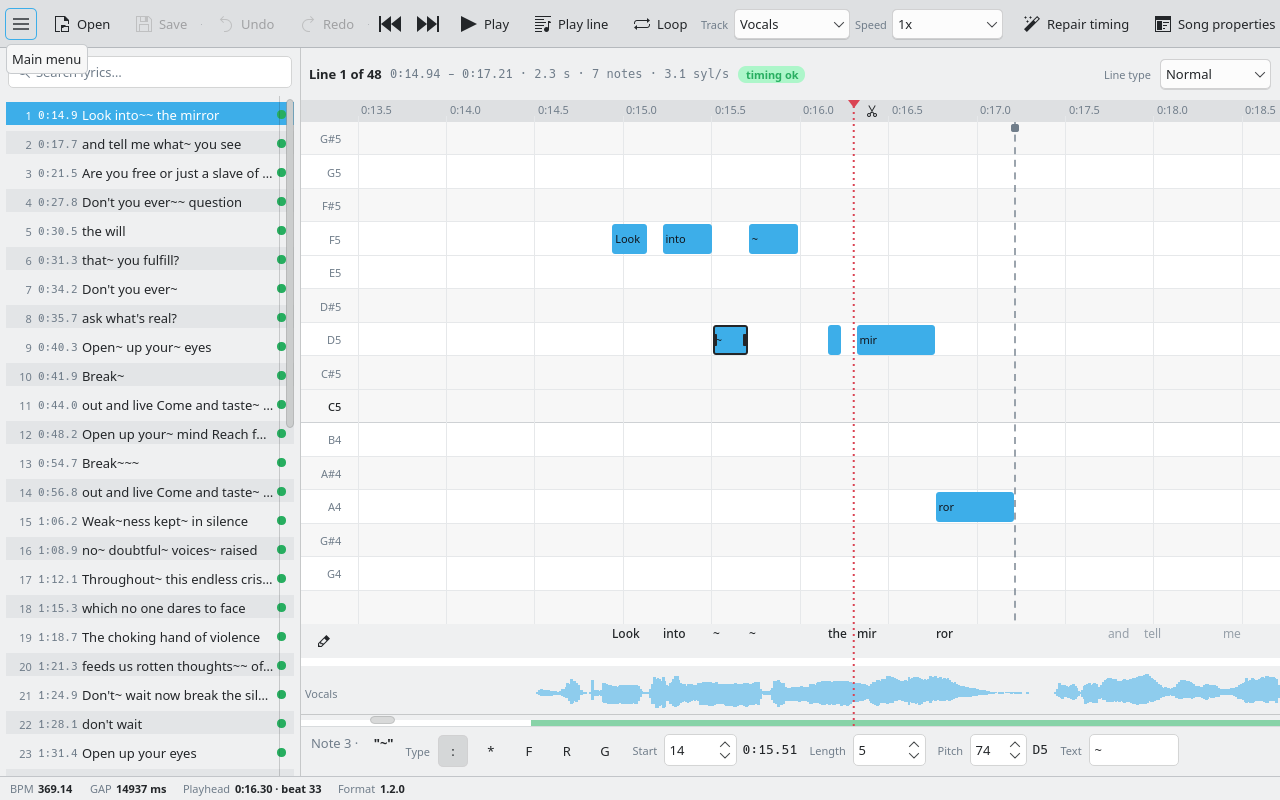 Open Save Undo Redo Play Play line Loop Track Vocals Speed 1x Repair timing Song properties
Main menu
lyrics...
Line 1 of 48 0:14.94 – 0:17.21 · 2.3 s · 7 notes · 3.1 syl/s timing ok Line type Normal
0:13.5 0:14.0 0:14.5 0:15.0 0:15.5 0:16.0 0:16.5 0:17.0 0:17.5 0:18.0 0:18.5
1 0:14.9 Look into~~ the mirror
2 0:17.7 and tell me what~ you see
3 0:21.5 Are you free or just a slave of ...
4 0:27.8 Don't you ever~~ question
5 0:30.5 the will
6 0:31.3 that~ you fulfill?
7 0:34.2 Don't you ever~
8 0:35.7 ask what's real?
9 0:40.3 Open~ up your~ eyes
10 0:41.9 Break~
11 0:44.0 out and live Come and taste~ ...
12 0:48.2 Open up your~ mind Reach f...
13 0:54.7 Break~~~
14 0:56.8 out and live Come and taste~ ...
15 1:06.2 Weak~ness kept~ in silence
16 1:08.9 no~ doubtful~ voices~ raised
17 1:12.1 Throughout~ this endless cris...
18 1:15.3 which no one dares to face
19 1:18.7 The choking hand of violence
20 1:21.3 feeds us rotten thoughts~~ of...
21 1:24.9 Don't~ wait now break the sil...
22 1:28.1 don't wait
23 1:31.4 Open up your eyes
G#5
G5
F#5
F5 Look into ~
E5
D#5
D5 ~ mir
C#5
C5
B4
A#4
A4 ror
G#4
G4
Look into ~ ~ the mir ror and tell me
Vocals
Note 3 · "~" Type : * F R G Start 14 0:15.51 Length 5 Pitch 74 D5 Text ~
BPM 369.14 GAP 14937 ms Playhead 0:16.30 · beat 33 Format 1.2.0